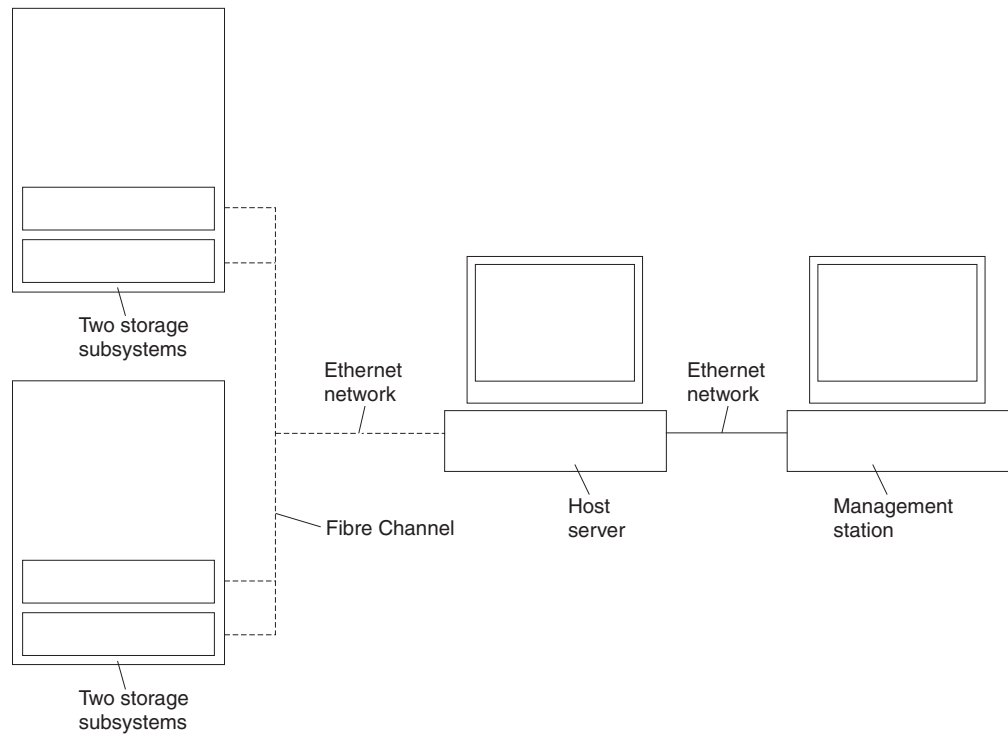 Two storage
subsystems
Ethernet
network
Ethernet
network
Host
server
Management
station
Fibre Channel
Two storage
subsystems